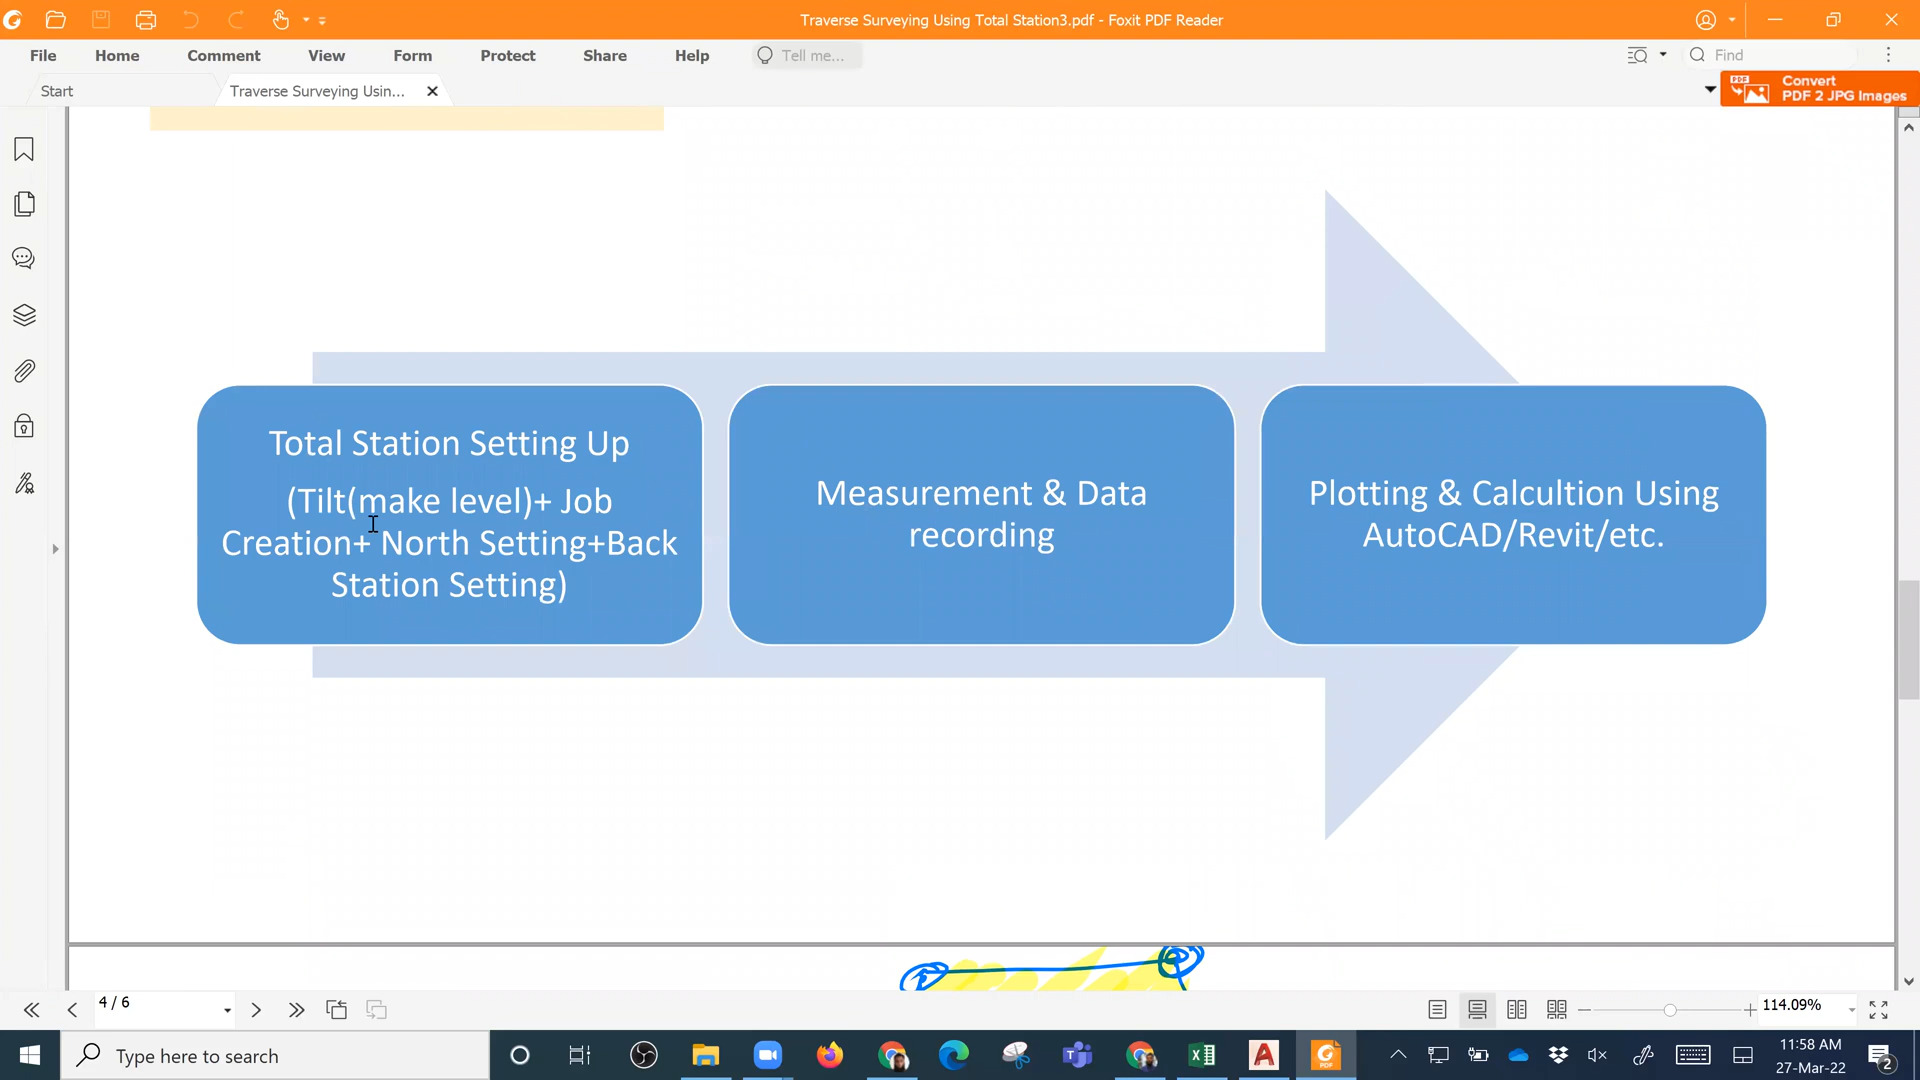 Traverse Surveying Using Total Station3.pdf - Foxit PDF Reader
File Home Comment View Form Protect Share Help Tell me... Find
Start Traverse Surveying Usin...
Convert
PDF 2 JPG Images
Total Station Setting Up
(Tilt(make level)+ Job
Creation+ North Setting+Back
Station Setting)
Measurement & Data
recording
Plotting & Calcultion Using
AutoCAD/Revit/etc.
4 / 6
114.09%
Type here to search
11:58 AM
27-Mar-22
2